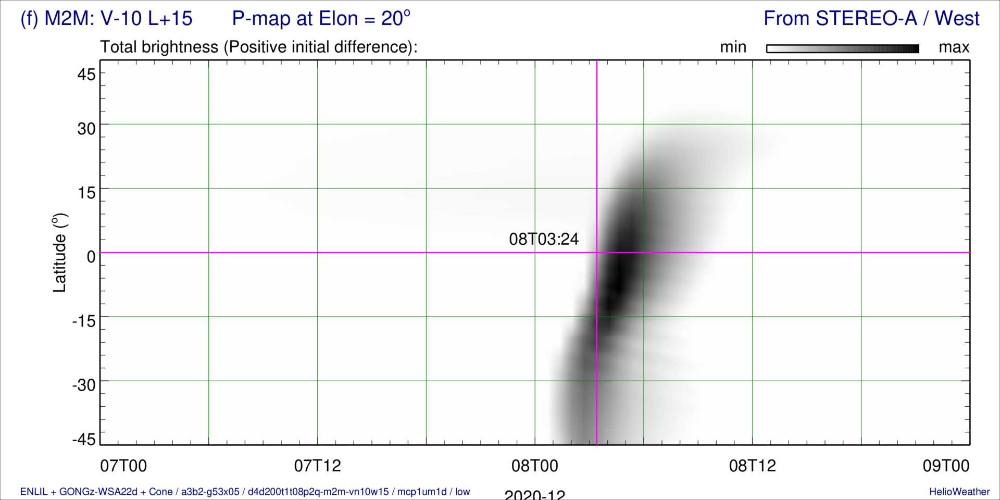 (f) M2M: V-10 L+15 P-map at Elon = 20° From STEREO-A / West
Total brightness (Positive initial difference): min max
45
30
15
08T03:24
0
-15
-30
-45
Latitude (°)
07T00 07T12 08T00 08T12 09T00
2020-12
ENLIL + GONGz-WSA22d + Cone / a3b2-g53x05 / d4d200t1t08p2q-m2m-vn10w15 / mcp1um1d / low HelioWeather